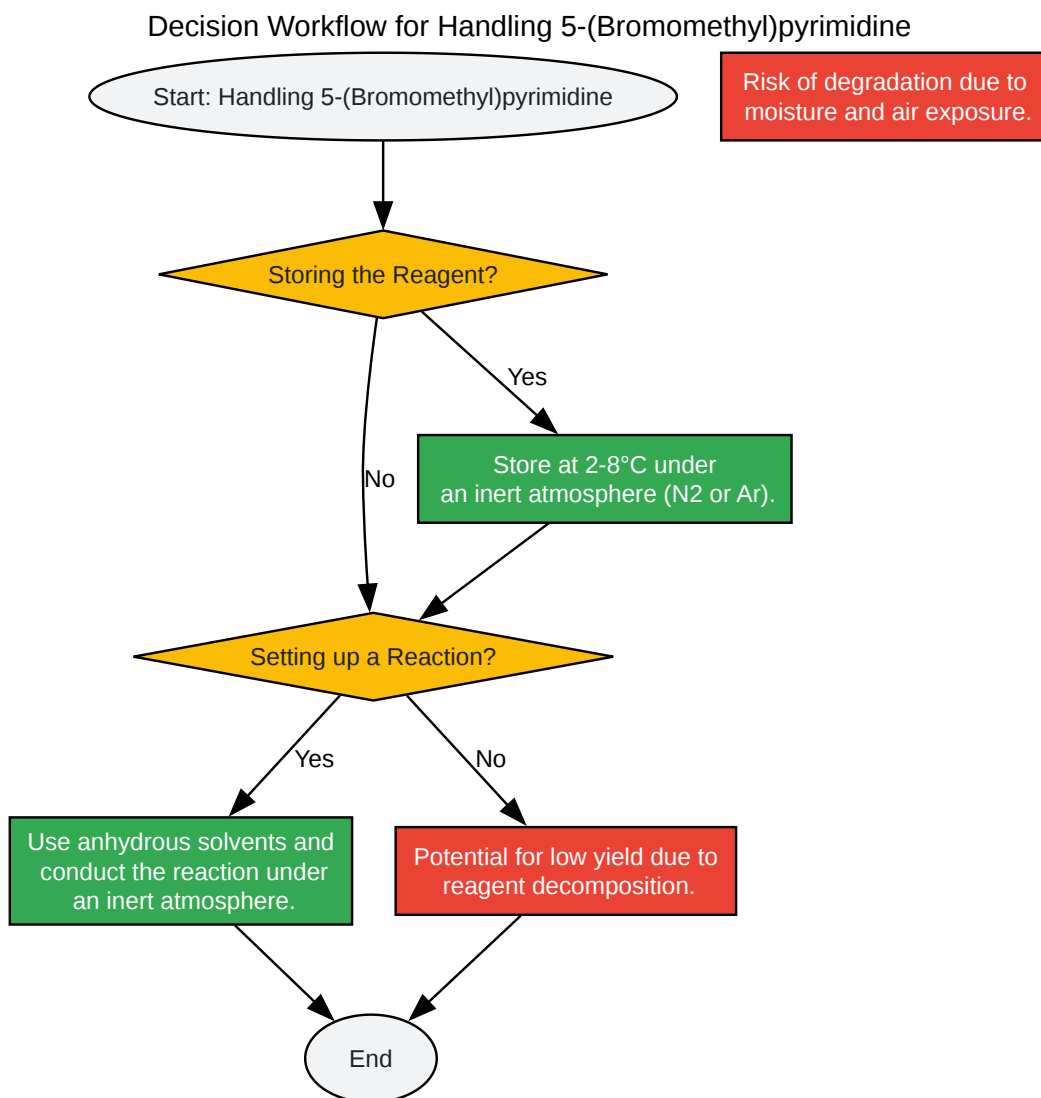 Decision Workflow for Handling 5-(Bromomethyl)pyrimidine
Start: Handling 5-(Bromomethyl)pyrimidine
Risk of degradation due to
moisture and air exposure.
Storing the Reagent?
Yes
No
Store at 2-8°C under
an inert atmosphere (N2 or Ar).
Setting up a Reaction?
Yes
No
Use anhydrous solvents and
conduct the reaction under
an inert atmosphere.
Potential for low yield due to
reagent decomposition.
End